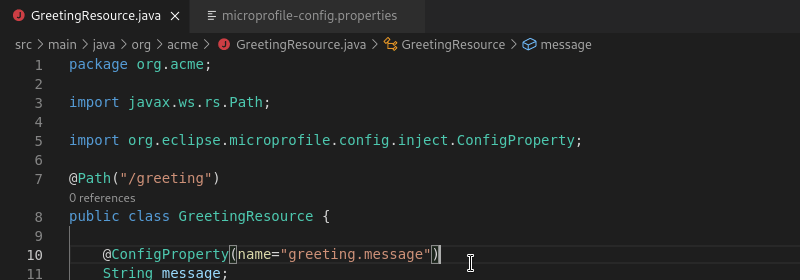 GreetingResource.java × microprofile-config.properties
src > main > java > org > acme > GreetingResource.java > GreetingResource > message
1 package org.acme;
2
3 import javax.ws.rs.Path;
4
5 import org.eclipse.microprofile.config.inject.ConfigProperty;
6
7 @Path("/greeting")
0 references
8 public class GreetingResource {
9
10 @ConfigProperty(name="greeting.message")
11 String message;